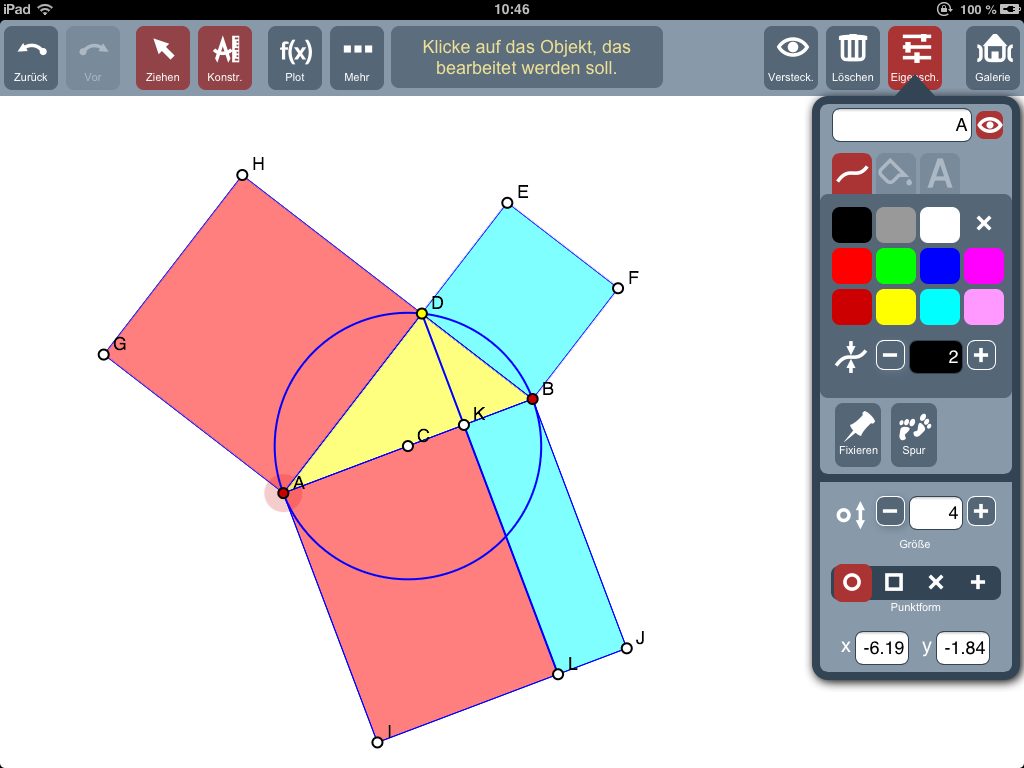 iPad 10:46 100 %
Zurück Vor Ziehen Konstr. Plot Mehr Versteck. Löschen Eigensch. Galerie
f(x)
Klicke auf das Objekt, das
bearbeitet werden soll.
A
A
H
E
F
D
G
B
K
C
A
J
L
I
2
Fixieren Spur
4
Größe
Punktform
x -6.19 y -1.84